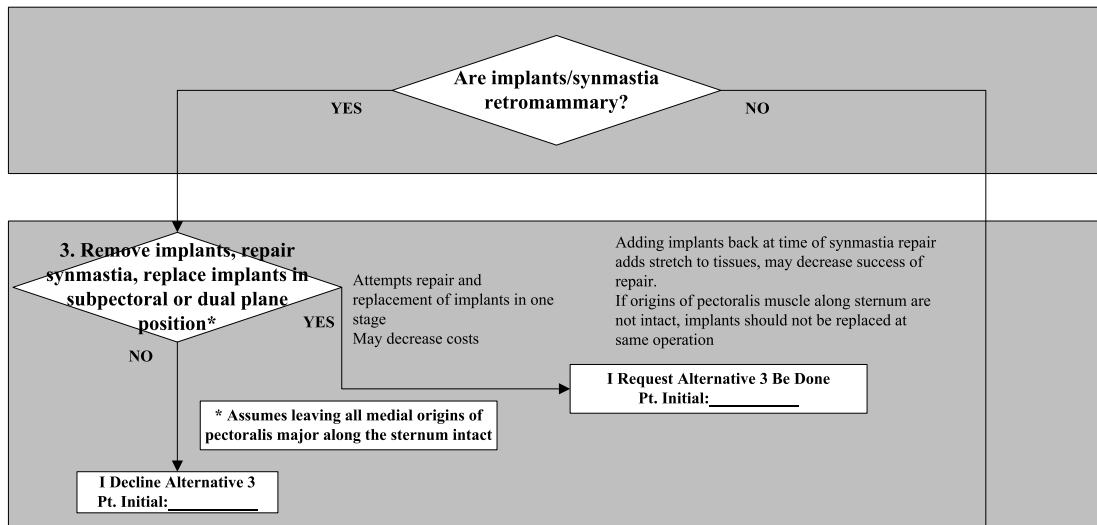 Are implants/synmastia
retromammary?
YES
NO
3. Remove implants, repair
synmastia, replace implants in
subpectoral or dual plane
position*
YES
NO
Attempts repair and
replacement of implants in one
stage
May decrease costs
Adding implants back at time of synmastia repair
adds stretch to tissues, may decrease success of
repair.
If origins of pectoralis muscle along sternum are
not intact, implants should not be replaced at
same operation
I Request Alternative 3 Be Done
Pt. Initial:__________
* Assumes leaving all medial origins of
pectoralis major along the sternum intact
I Decline Alternative 3
Pt. Initial:__________